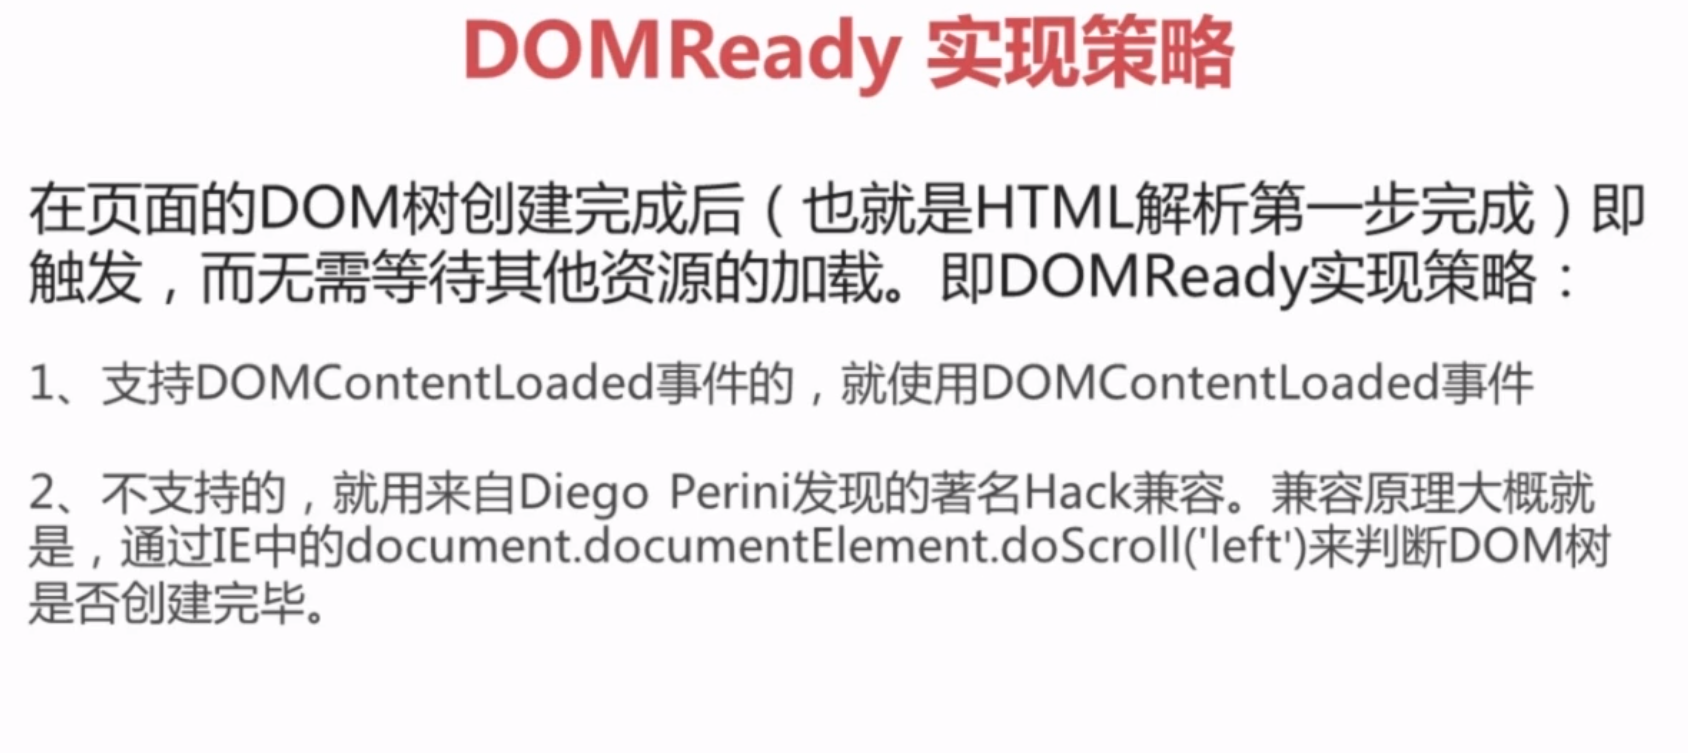 DOMReady 实现策略
在页面的DOM树创建完成后（也就是HTML解析第一步完成）即
触发，而无需等待其他资源的加载。即DOMReady实现策略：
1、支持DOMContentLoaded事件的，就使用DOMContentLoaded事件
2、不支持的，就用来自Diego Perini发现的著名Hack兼容。兼容原理大概就
是，通过IE中的document.documentElement.doScroll('left')来判断DOM树
是否创建完毕。